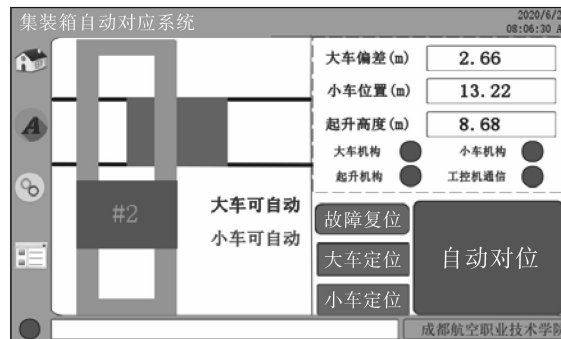 集装箱自动对应系统
2020/6/2
08:06:30 A
大车偏差(m) 2.66
小车位置(m) 13.22
起升高度(m) 8.68
大车机构 小车机构
起升机构 工控机通信
A
#2
大车可自动
小车可自动
故障复位
大车定位
小车定位
自动对位
成都航空职业技术学院